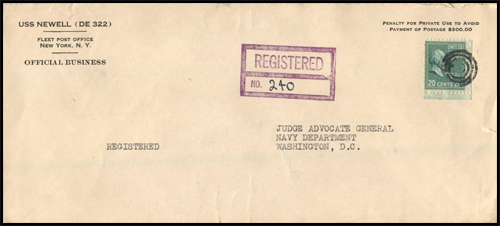 USS NEWELL (DE 322)
FLEET POST OFFICE
NEW YORK, N. Y.
OFFICIAL BUSINESS
PENALTY FOR PRIVATE USE TO AVOID
PAYMENT OF POSTAGE $300.00
REGISTERED
NO. 240
20 CENTS
JUDGE ADVOCATE GENERAL
NAVY DEPARTMENT
WASHINGTON, D.C.
REGISTERED